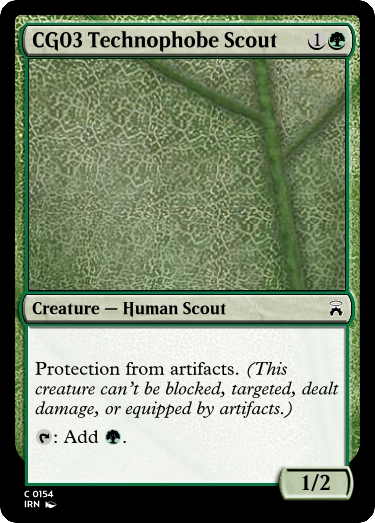 CG03 Technophobe Scout 1
Creature — Human Scout
Protection from artifacts. (This
creature can't be blocked, targeted, dealt
damage, or equipped by artifacts.)
: Add .
1/2
C 0154
IRN